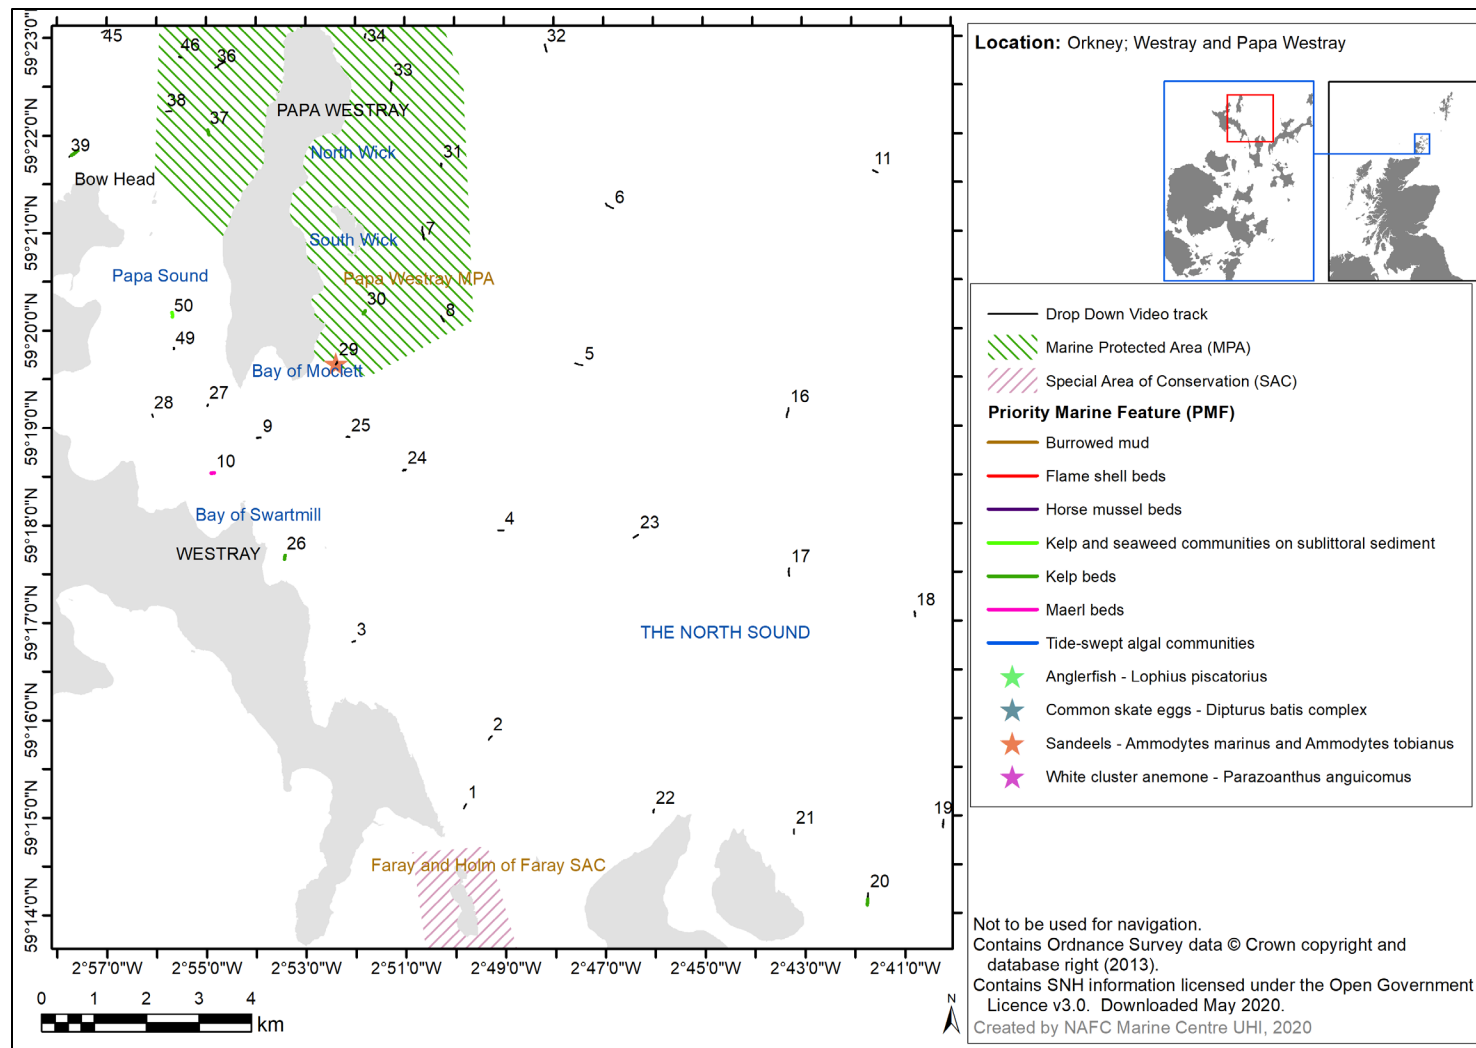 45
46
36
34
32
33
38
37
PAPA WESTRAY
39
North Wick
31
11
Bow Head
6
7
South Wick
Papa Sound
Papa Westray MPA
50
30
8
49
29
5
Bay of Moclett
28
27
9
25
16
10
24
Bay of Swartmill
4
23
WESTRAY
26
17
18
3
THE NORTH SOUND
2
1
22
21
19
Faray and Holm of Faray SAC
20
59°23'0"N
59°22'0"N
59°21'0"N
59°20'0"N
59°19'0"N
59°18'0"N
59°17'0"N
59°16'0"N
59°15'0"N
59°14'0"N
2°57'0"W
2°55'0"W
2°53'0"W
2°51'0"W
2°49'0"W
2°47'0"W
2°45'0"W
2°43'0"W
2°41'0"W
0 1 2 3 4
km
N
Location: Orkney; Westray and Papa Westray
Drop Down Video track
Marine Protected Area (MPA)
Special Area of Conservation (SAC)
Priority Marine Feature (PMF)
Burrowed mud
Flame shell beds
Horse mussel beds
Kelp and seaweed communities on sublittoral sediment
Kelp beds
Maerl beds
Tide-swept algal communities
Anglerfish - Lophius piscatorius
Common skate eggs - Dipturus batis complex
Sandeels - Ammodytes marinus and Ammodytes tobianus
White cluster anemone - Parazoanthus anguicomus
Not to be used for navigation.
Contains Ordnance Survey data © Crown copyright and
database right (2013).
Contains SNH information licensed under the Open Government
Licence v3.0. Downloaded May 2020.
Created by NAFC Marine Centre UHI, 2020